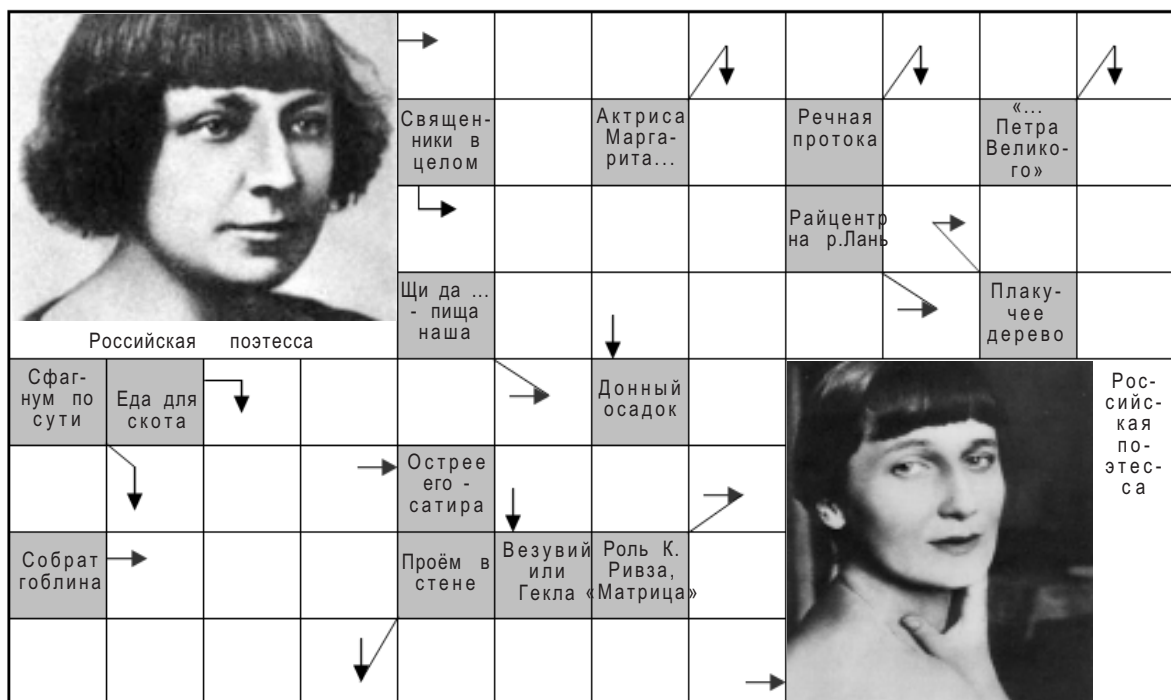 Священ-
ники в
целом
Актриса
Марга-
рита...
Речная
протока
«...
Петра
Велико-
го»
Райцентр
на р.Лань
Щи да ...
- пища
наша
Плаку-
чее
дерево
Российская поэтесса
Сфаг-
нум по
сути
Еда для
скота
Донный
осадок
Рос-
сийс-
кая
по-
этес-
са
Острее
его -
сатира
Собрат
гоблина
Проём в
стене
Везувий
или
Гекла
Роль К.
Ривза,
«Матрица»